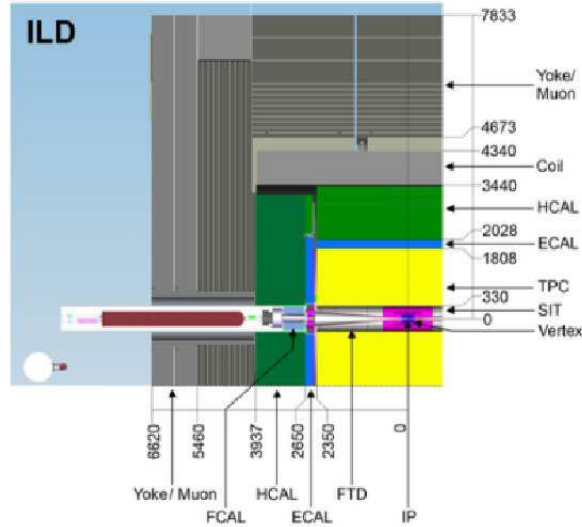 ILD
7833
Yoke/
Muon
4673
4340
Coil
3440
HCAL
2028
ECAL
1808
TPC
330
SIT
0
Vertex
6620
5460
3937
2650
2350
0
Yoke/ Muon
HCAL
FTD
FCAL
ECAL
IP